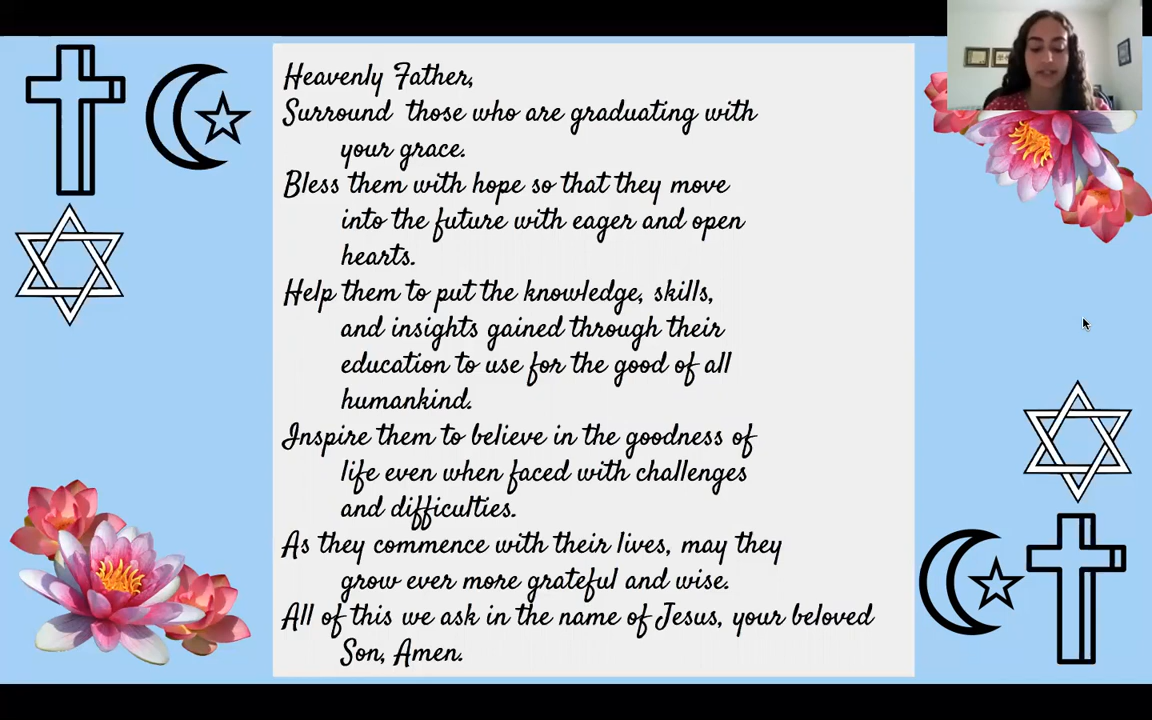 Heavenly Father,
Surround those who are graduating with
your grace.
Bless them with hope so that they move
into the future with eager and open
hearts.
Help them to put the knowledge, skills,
and insights gained through their
education to use for the good of all
humankind.
Inspire them to believe in the goodness of
life even when faced with challenges
and difficulties.
As they commence with their lives, may they
grow ever more grateful and wise.
All of this we ask in the name of Jesus, your beloved
Son, Amen.